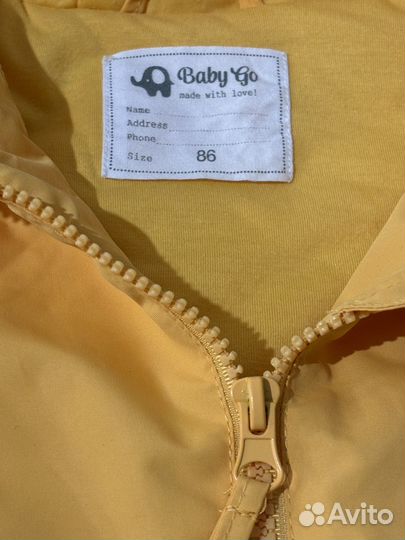 Baby Go
made with love!
Name
Address
Phone
Size 86
Avito